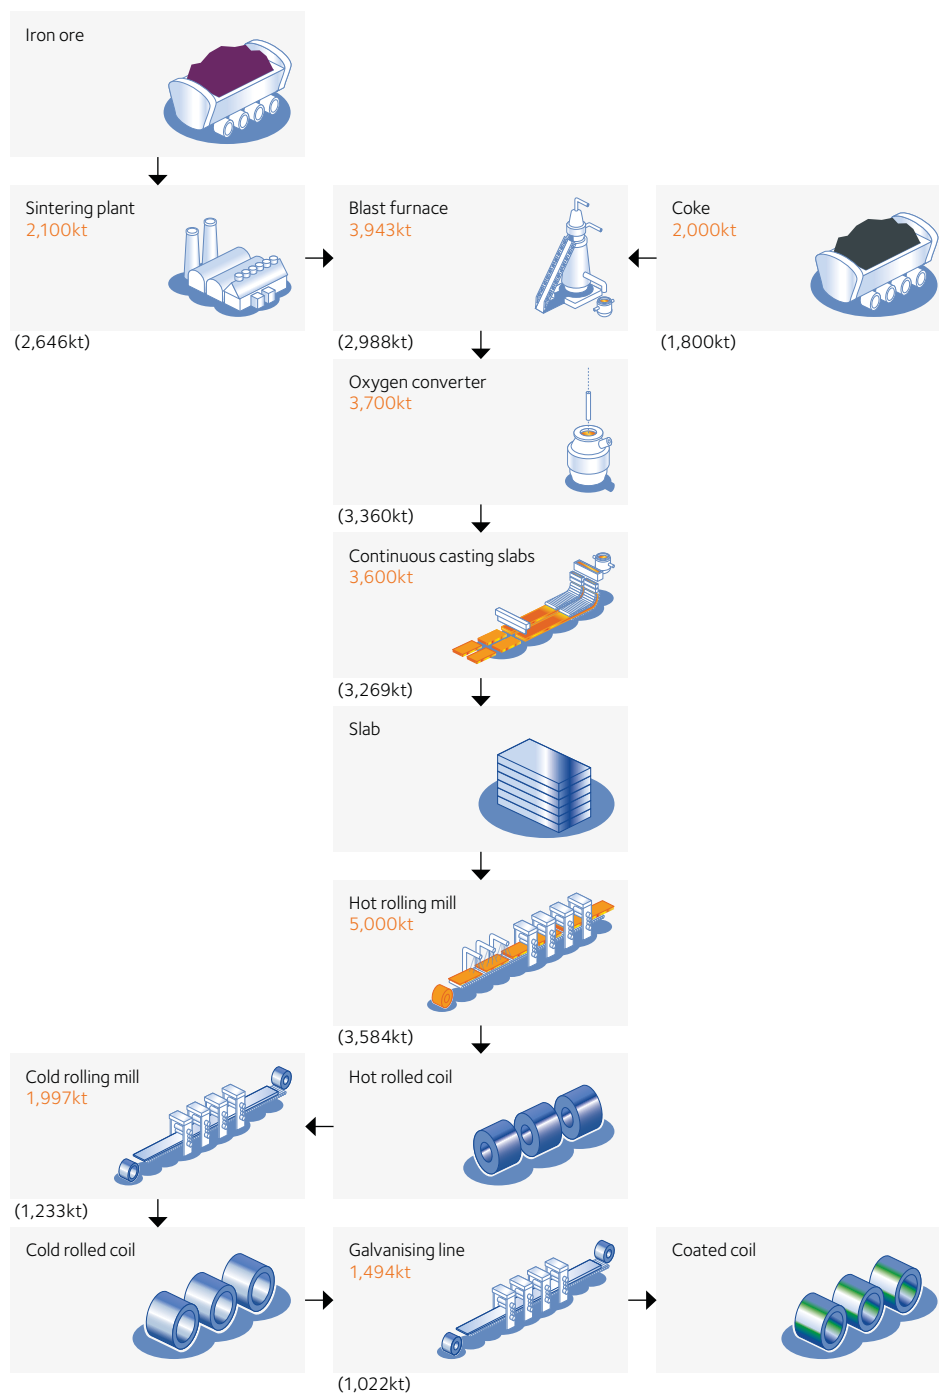 Iron ore
Sintering plant
2,100kt
Blast furnace
3,943kt
Coke
2,000kt
(2,646kt)
(2,988kt)
(1,800kt)
Oxygen converter
3,700kt
(3,360kt)
Continuous casting slabs
3,600kt
(3,269kt)
Slab
Hot rolling mill
5,000kt
(3,584kt)
Cold rolling mill
1,997kt
Hot rolled coil
(1,233kt)
Cold rolled coil
Galvanising line
1,494kt
Coated coil
(1,022kt)